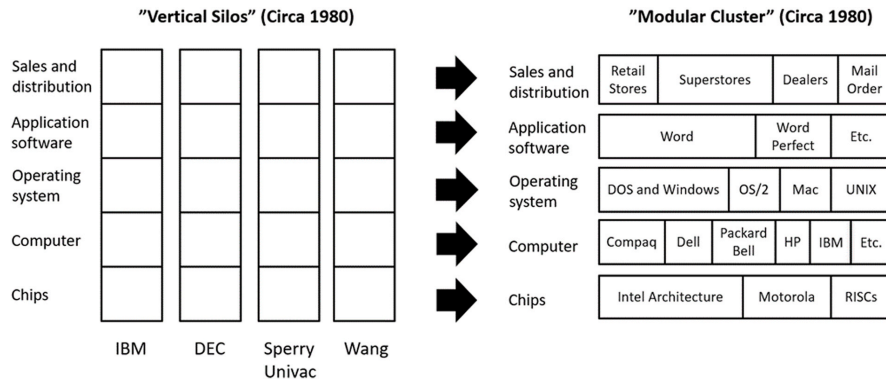 ”Vertical Silos” (Circa 1980)
Sales and
distribution
Application
software
Operating
system
Computer
Chips
IBM
DEC
Sperry
Univac
Wang
”Modular Cluster” (Circa 1980)
Sales and
distribution
Retail
Stores
Superstores
Dealers
Mail
Order
Application
software
Word
Word
Perfect
Etc.
Operating
system
DOS and Windows
OS/2
Mac
UNIX
Computer
Compaq
Dell
Packard
Bell
HP
IBM
Etc.
Chips
Intel Architecture
Motorola
RISCs